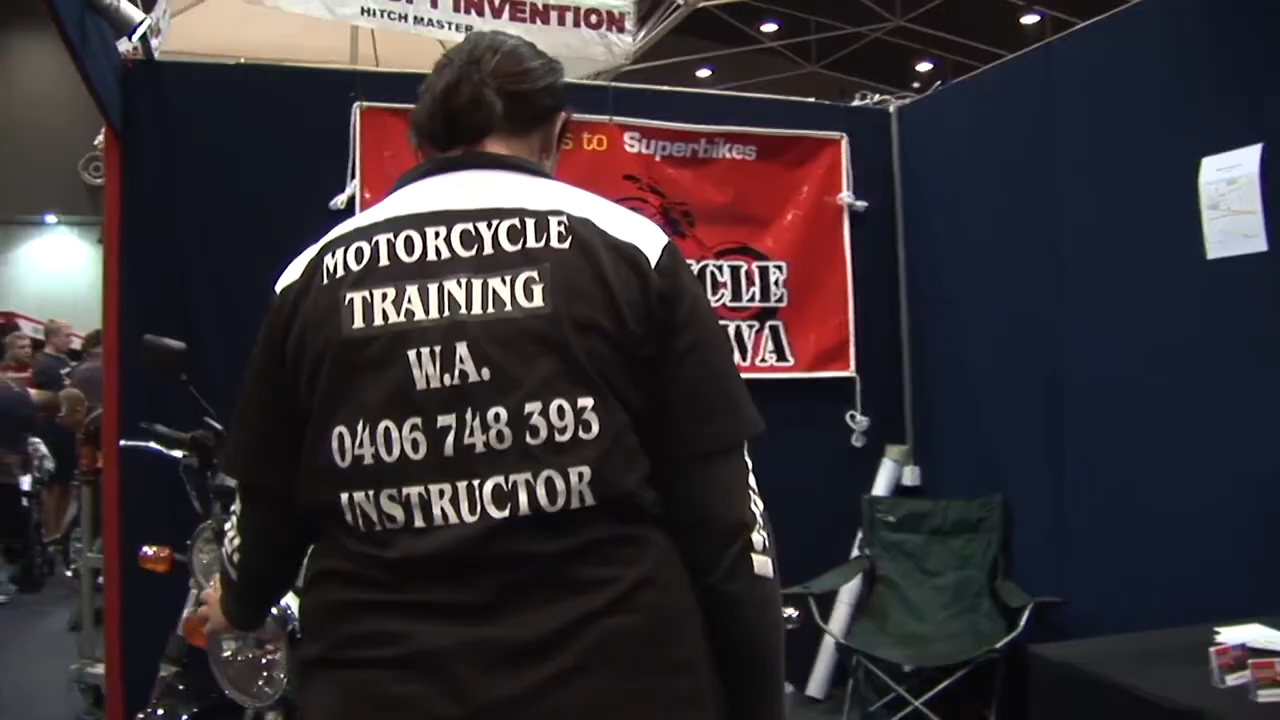 INVENTION
HITCH MASTER
s to Superbikes
CLE
WA
MOTORCYCLE
TRAINING
W.A.
0406 748 393
INSTRUCTOR